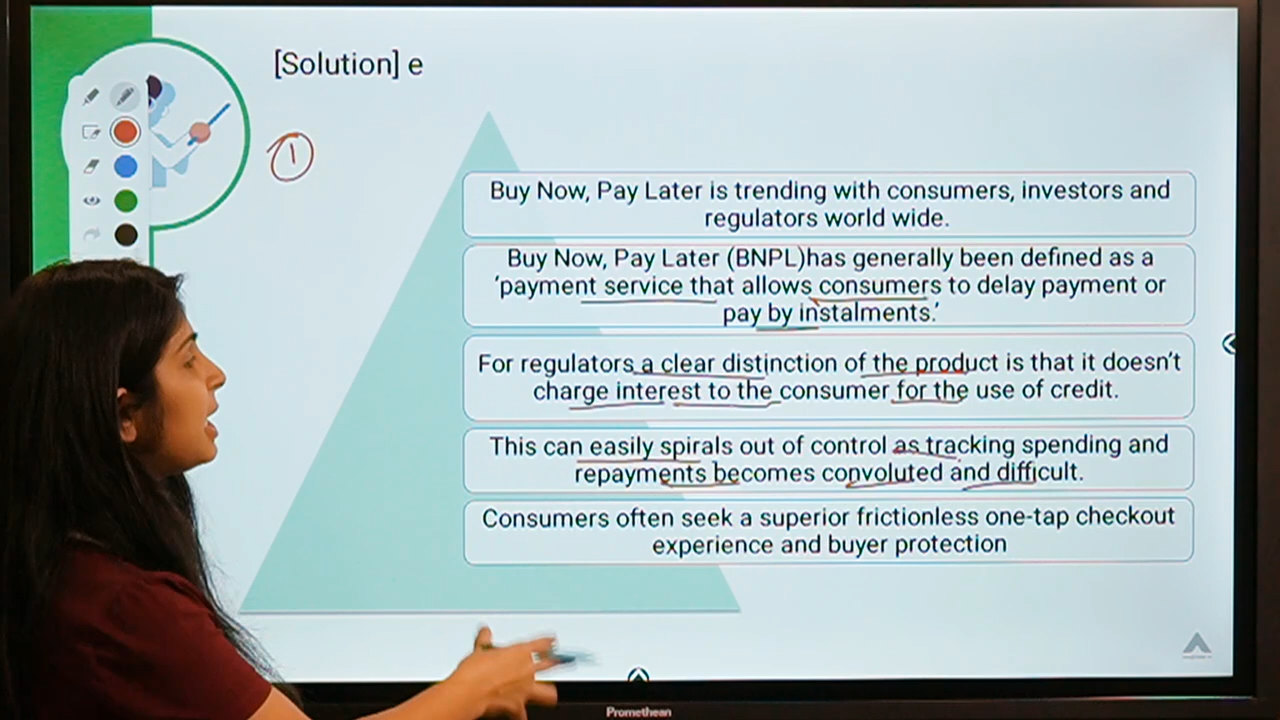 [Solution] e
1
Buy Now, Pay Later is trending with consumers, investors and
regulators world wide.
Buy Now, Pay Later (BNPL)has generally been defined as a
‘payment service that allows consumers to delay payment or
pay by instalments.’
For regulators a clear distinction of the product is that it doesn’t
charge interest to the consumer for the use of credit.
This can easily spirals out of control as tracking spending and
repayments becomes convoluted and difficult.
Consumers often seek a superior frictionless one-tap checkout
experience and buyer protection
Promethean